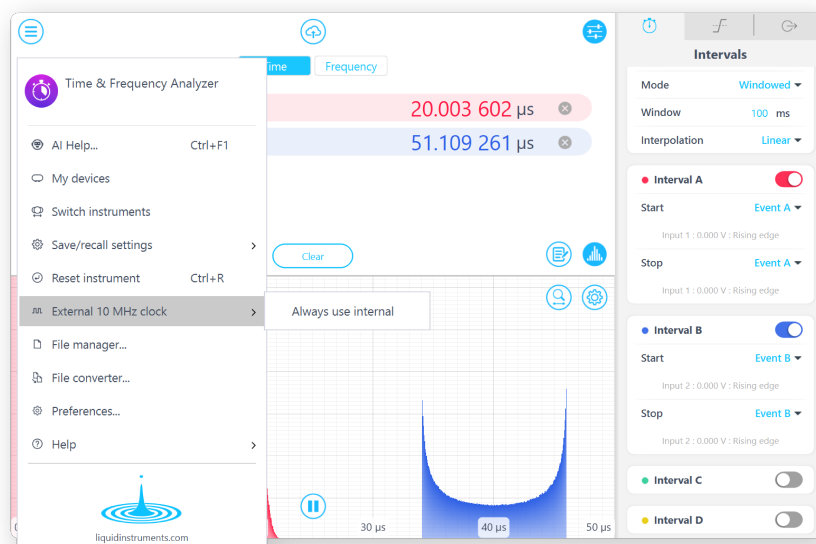 Time & Frequency Analyzer
AI Help... Ctrl+F1
My devices
Switch instruments
Save/recall settings
Reset instrument Ctrl+R
External 10 MHz clock
Always use internal
File manager...
File converter...
Preferences...
Help
liquidinstruments.com
Frequency
20.003 602 µs
51.109 261 µs
Clear
30 µs
40 µs
50 µs
Intervals
Mode Windowed
Window 100 ms
Interpolation Linear
Interval A
Start Event A
Input 1 : 0.000 V : Rising edge
Stop Event A
Input 1 : 0.000 V : Rising edge
Interval B
Start Event B
Input 2 : 0.000 V : Rising edge
Stop Event B
Input 2 : 0.000 V : Rising edge
Interval C
Interval D